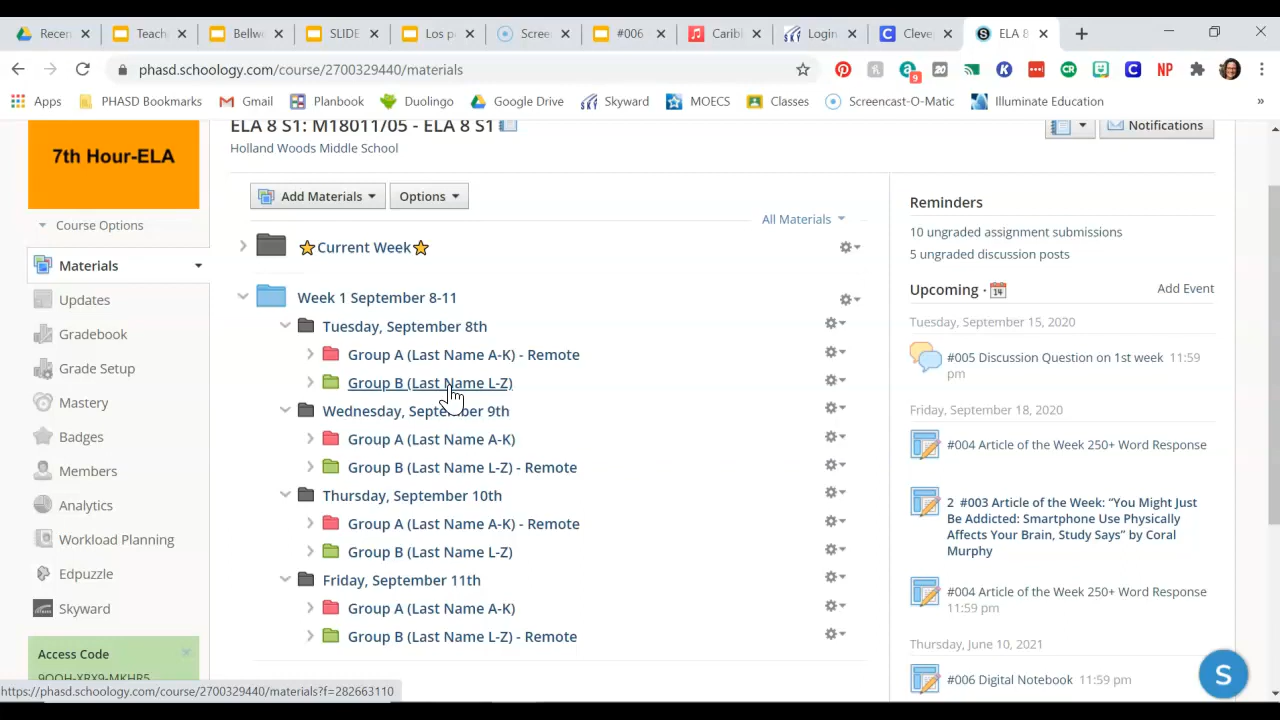 Recen
Teach
Bellwe
SLIDE
Los p
Scree
#006
Carib
Login
Cleve
ELA 8
phasd.schoology.com/course/2700329440/materials
9
20
K
CR
C
NP
Apps
PHASD Bookmarks
Gmail
Planbook
Duolingo
Google Drive
Skyward
MOECS
Classes
Screencast-O-Matic
Illuminate Education
»
7th Hour-ELA
Course Options
Materials
Updates
Gradebook
Grade Setup
Mastery
Badges
Members
Analytics
Workload Planning
Edpuzzle
Skyward
Access Code
9QQH-XRX9-MKHR5
ELA 8 S1: M18011/05 - ELA 8 S1
Holland Woods Middle School
Notifications
Add Materials
Options
All Materials
Current Week
Week 1 September 8-11
Tuesday, September 8th
Group A (Last Name A-K) - Remote
Group B (Last Name L-Z)
Wednesday, September 9th
Group A (Last Name A-K)
Group B (Last Name L-Z) - Remote
Thursday, September 10th
Group A (Last Name A-K) - Remote
Group B (Last Name L-Z)
Friday, September 11th
Group A (Last Name A-K)
Group B (Last Name L-Z) - Remote
Reminders
10 ungraded assignment submissions
5 ungraded discussion posts
Upcoming · 14
Add Event
Tuesday, September 15, 2020
#005 Discussion Question on 1st week 11:59
pm
Friday, September 18, 2020
#004 Article of the Week 250+ Word Response
2 #003 Article of the Week: “You Might Just
Be Addicted: Smartphone Use Physically
Affects Your Brain, Study Says” by Coral
Murphy
#004 Article of the Week 250+ Word Response
11:59 pm
Thursday, June 10, 2021
#006 Digital Notebook 11:59 pm
S
https://phasd.schoology.com/course/2700329440/materials?f=282663110